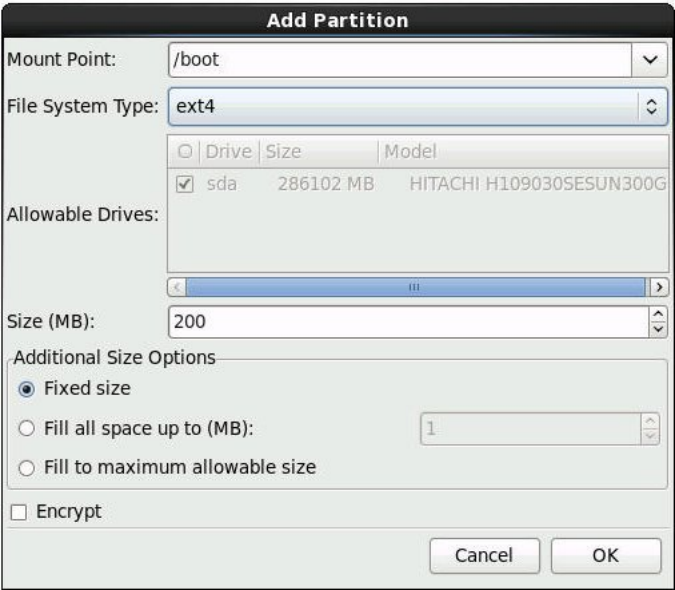 Add Partition
Mount Point: /boot
File System Type: ext4
Drive Size Model
sda 286102 MB HITACHI H109030SESUN300G
Allowable Drives:
Size (MB): 200
Additional Size Options
Fixed size
Fill all space up to (MB): 1
Fill to maximum allowable size
Encrypt
Cancel OK